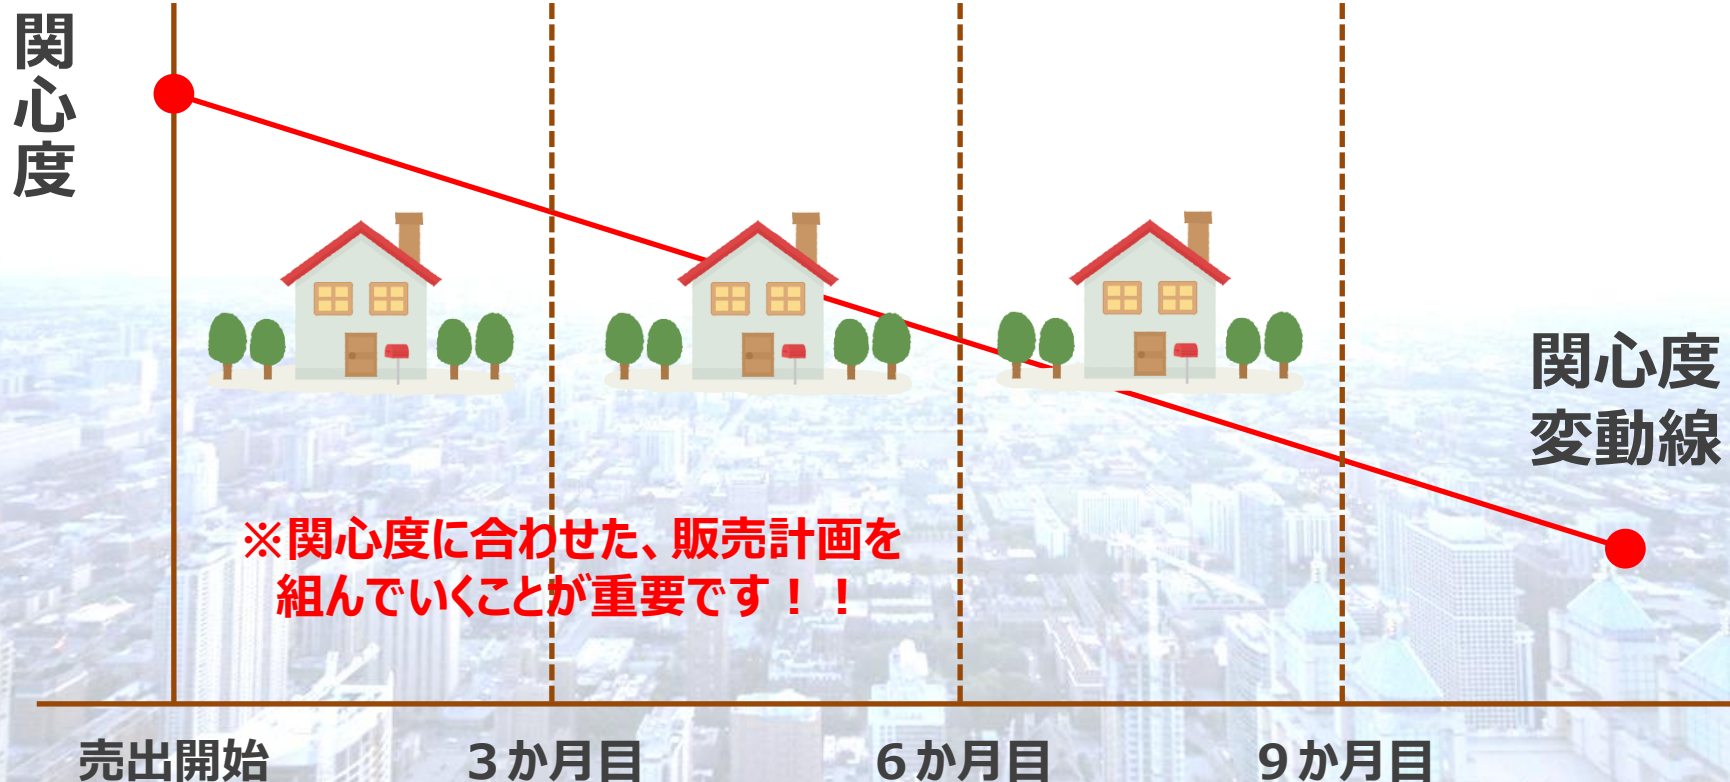 関心度
関心度
変動線
※関心度に合わせた、販売計画を
組んでいくことが重要です！！
売出開始
３か月目
６か月目
９か月目